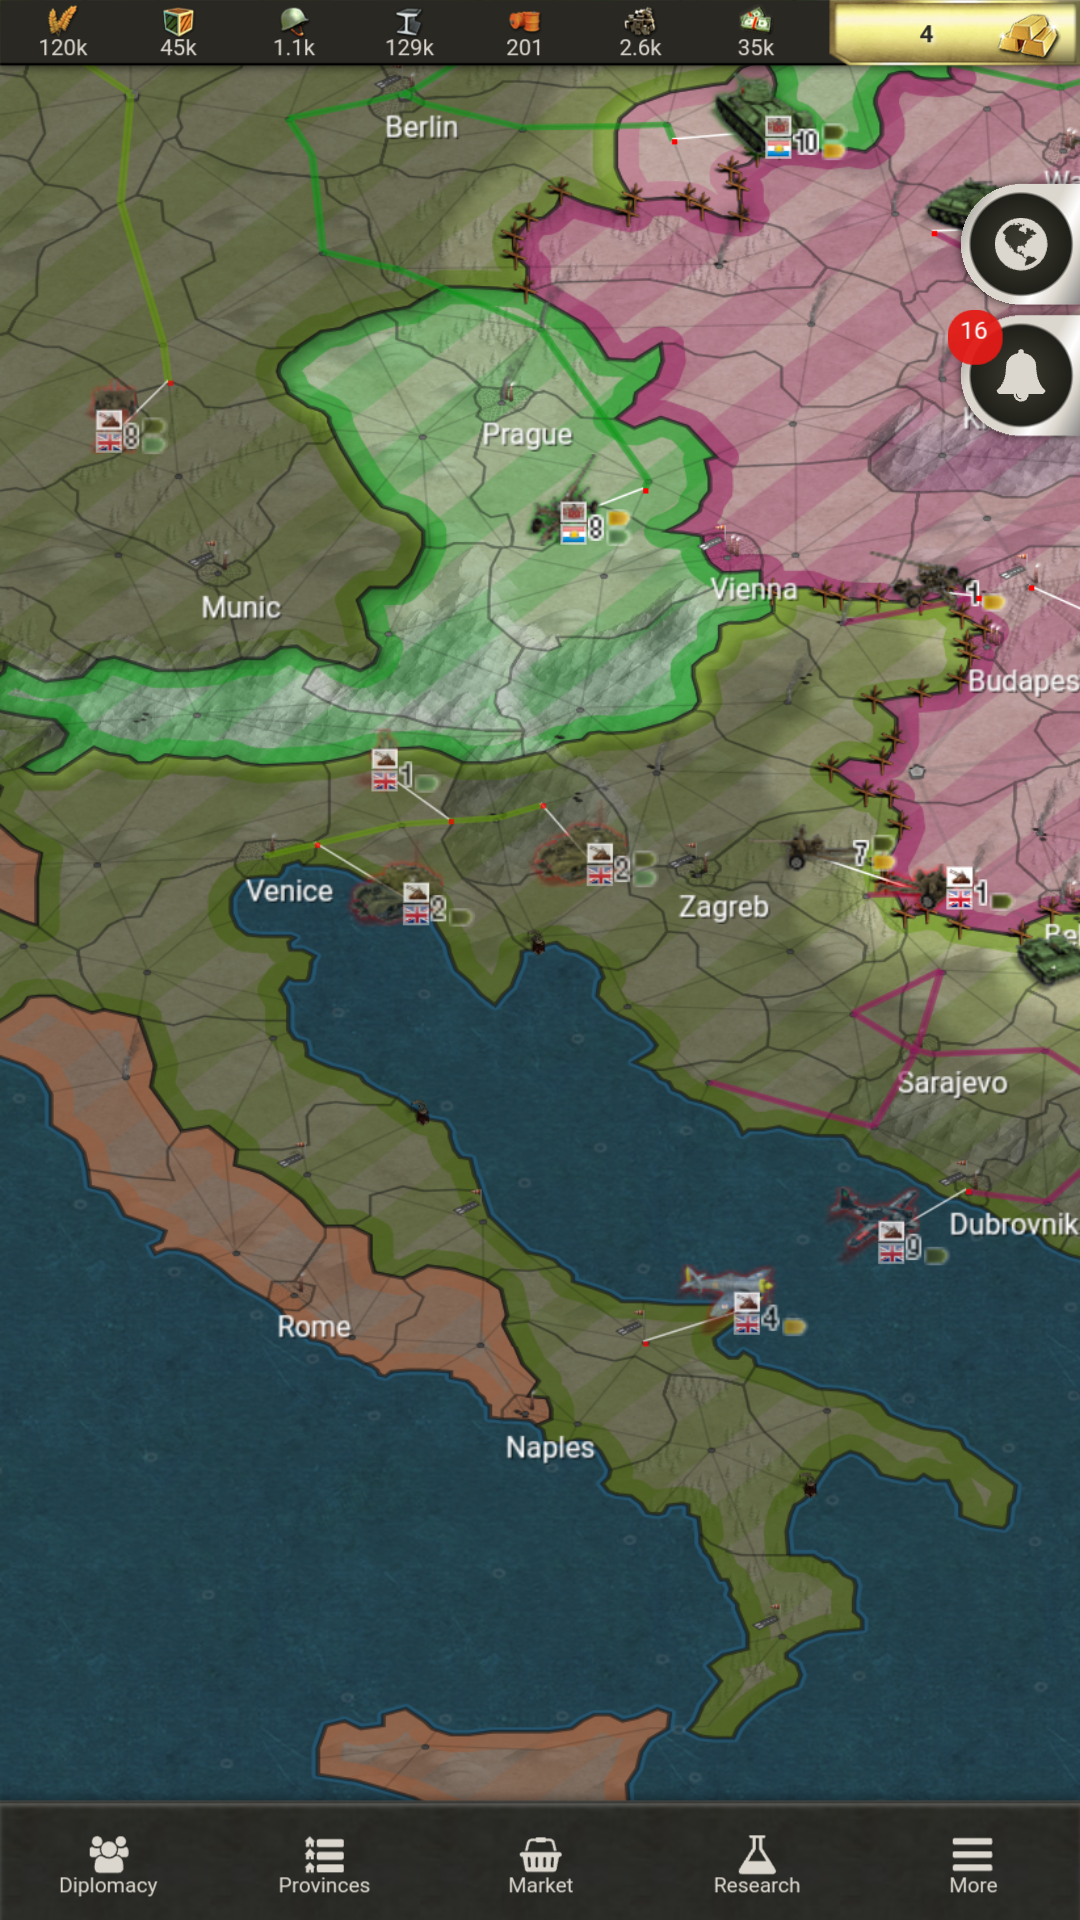 120k
45k
1.1k
129k
201
2.6k
35k
4
Berlin
10
16
8
Prague
8
Munic
Vienna
1
Budapes
1
Venice
2
2
Zagreb
7
1
Sarajevo
Dubrovnik
9
4
Rome
Naples
Diplomacy
Provinces
Market
Research
More